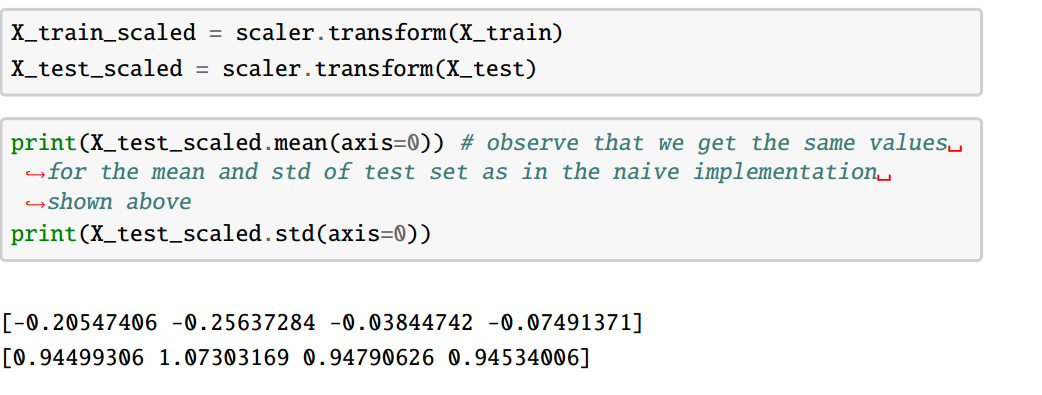 X_train_scaled = scaler.transform(X_train)
X_test_scaled = scaler.transform(X_test)
print(X_test_scaled.mean(axis=0)) # observe that we get the same values␣
↪for the mean and std of test set as in the naive implementation␣
↪shown above
print(X_test_scaled.std(axis=0))
[-0.20547406 -0.25637284 -0.03844742 -0.07491371]
[0.94499306 1.07303169 0.94790626 0.94534006]